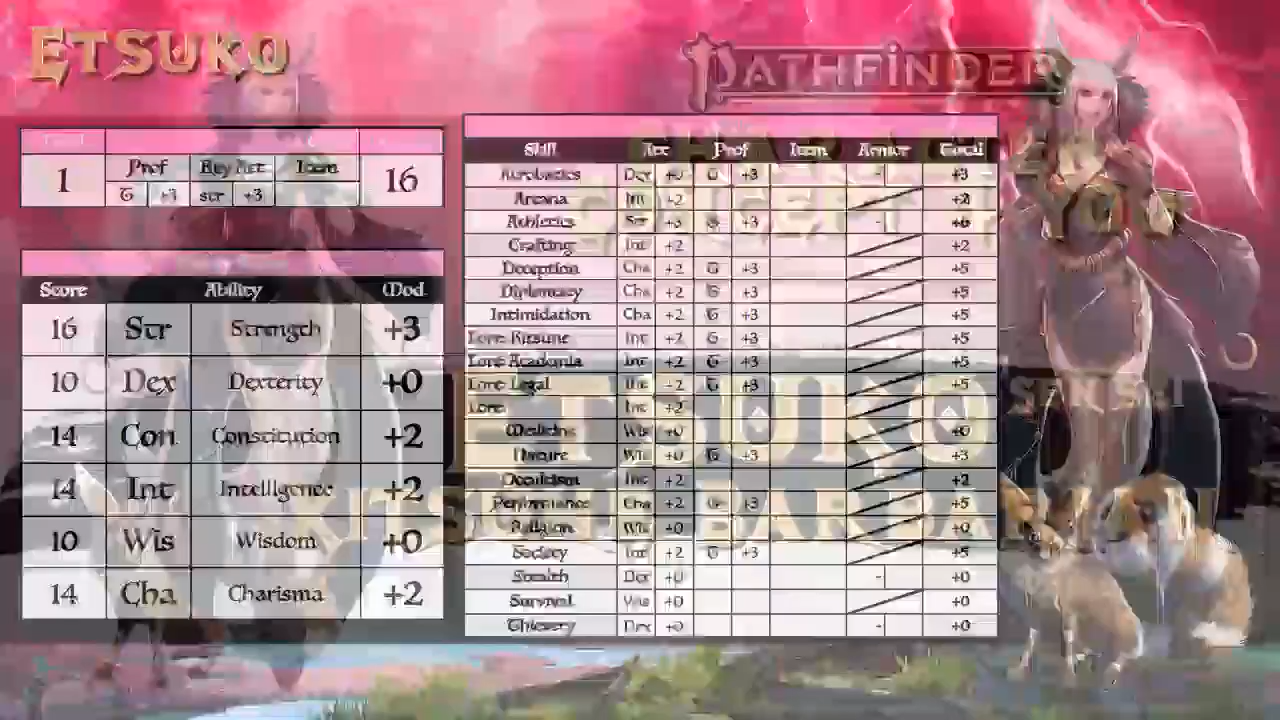 ETSUKO
PATHFINDER
1
Prof Key Att Item
T +3 str +3
16
Score Ability Mod
16 Str Strength +3
10 Dex Dexterity +0
14 Con Constitution +2
14 Int Intelligence +2
10 Wis Wisdom +0
14 Cha Charisma +2
Skill Att Prof Item Armor Total
Acrobatics Dex +0 T +3 - +3
Arcana Int +2 +2
Athletics Str +3 T +3 - +6
Crafting Int +2 +2
Deception Cha +2 T +3 +5
Diplomacy Cha +2 T +3 +5
Intimidation Cha +2 T +3 +5
Lore: Kitsune Int +2 T +3 +5
Lore: Academia Int +2 T +3 +5
Lore: Legal Int +2 T +3 +5
Lore: Int +2
Medicine Wis +0 +0
Nature Wis +0 T +3 +3
Occultism Int +2 +2
Performance Cha +2 T +3 +5
Religion Wis +0 +0
Society Int +2 T +3 +5
Stealth Dex +0 - +0
Survival Wis +0 +0
Thievery Dex +0 - +0
ETSUKO
SENSEI